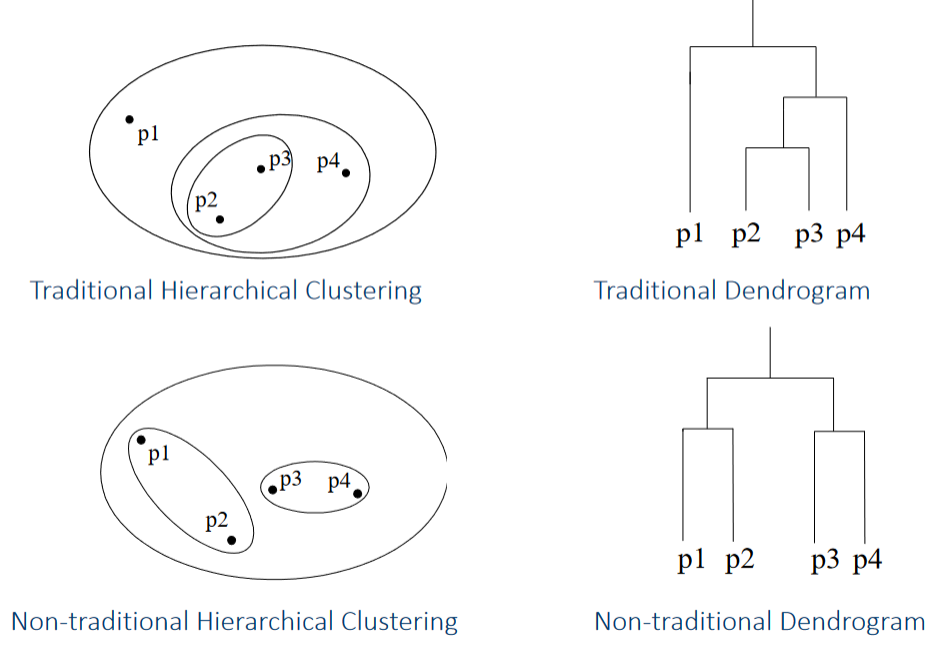 p1
p3
p4
p2
p1 p2 p3 p4
Traditional Hierarchical Clustering
Traditional Dendrogram
p1
p3
p4
p2
p1 p2 p3 p4
Non-traditional Hierarchical Clustering
Non-traditional Dendrogram